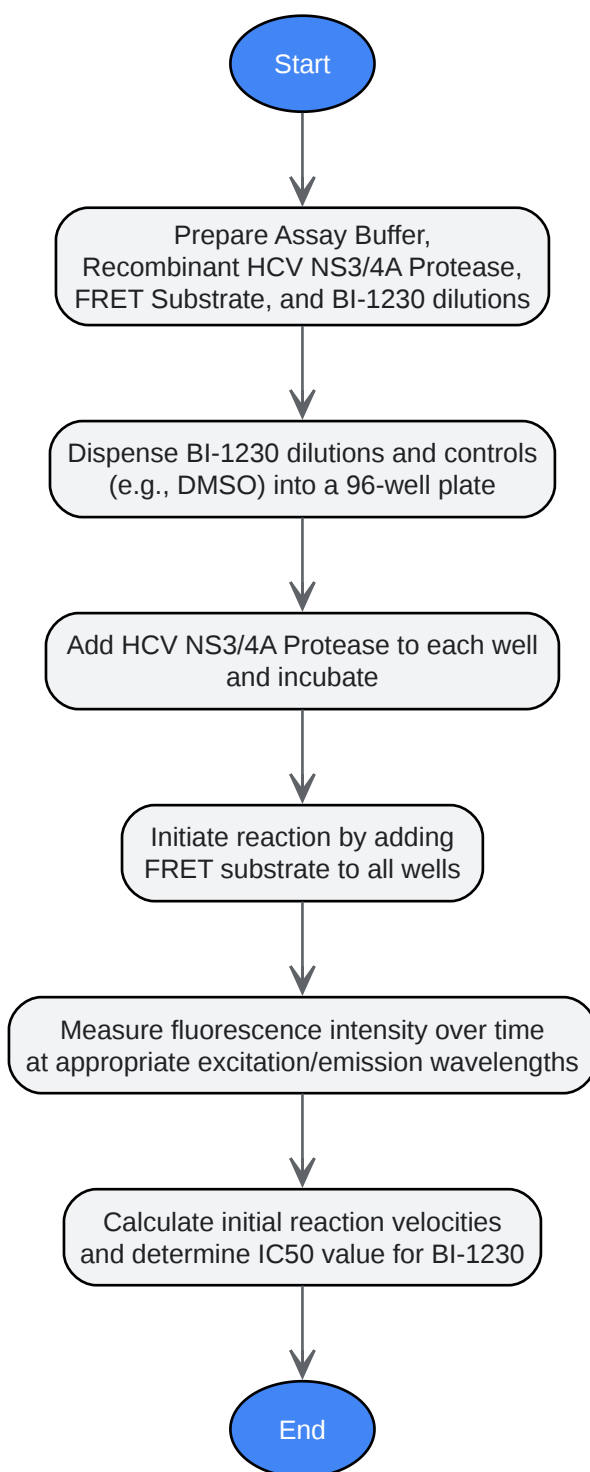 Start
Prepare Assay Buffer,
Recombinant HCV NS3/4A Protease,
FRET Substrate, and BI-1230 dilutions
Dispense BI-1230 dilutions and controls
(e.g., DMSO) into a 96-well plate
Add HCV NS3/4A Protease to each well
and incubate
Initiate reaction by adding
FRET substrate to all wells
Measure fluorescence intensity over time
at appropriate excitation/emission wavelengths
Calculate initial reaction velocities
and determine IC50 value for BI-1230
End